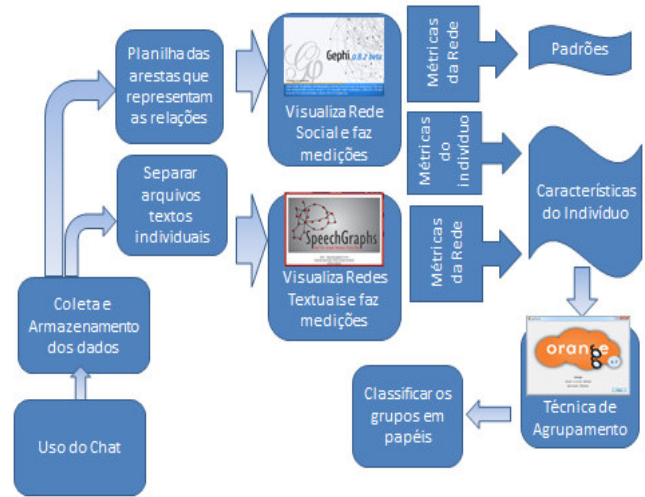 Planilha das
arestas que
representam
as relações
Gephi 0.8.2 beta
Visualiza Rede
Social e faz
medições
Métricas
da Rede
Padrões
Separar
arquivos
textos
individuais
SpeechGraphs
Visualiza Redes
Textuais e faz
medições
Métricas
do
indivíduo
Métricas
da Rede
Características
do Indivíduo
Coleta e
Armazenamento
dos dados
Uso do Chat
orange
Técnica de
Agrupamento
Classificar os
grupos em
papéis